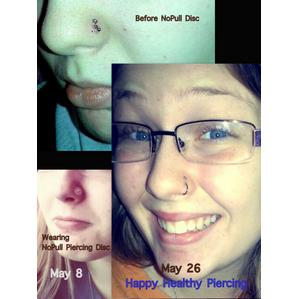 Before NoPull Disc
Wearing
NoPull Piercing Disc
May 8
May 26
Happy Healthy Piercing